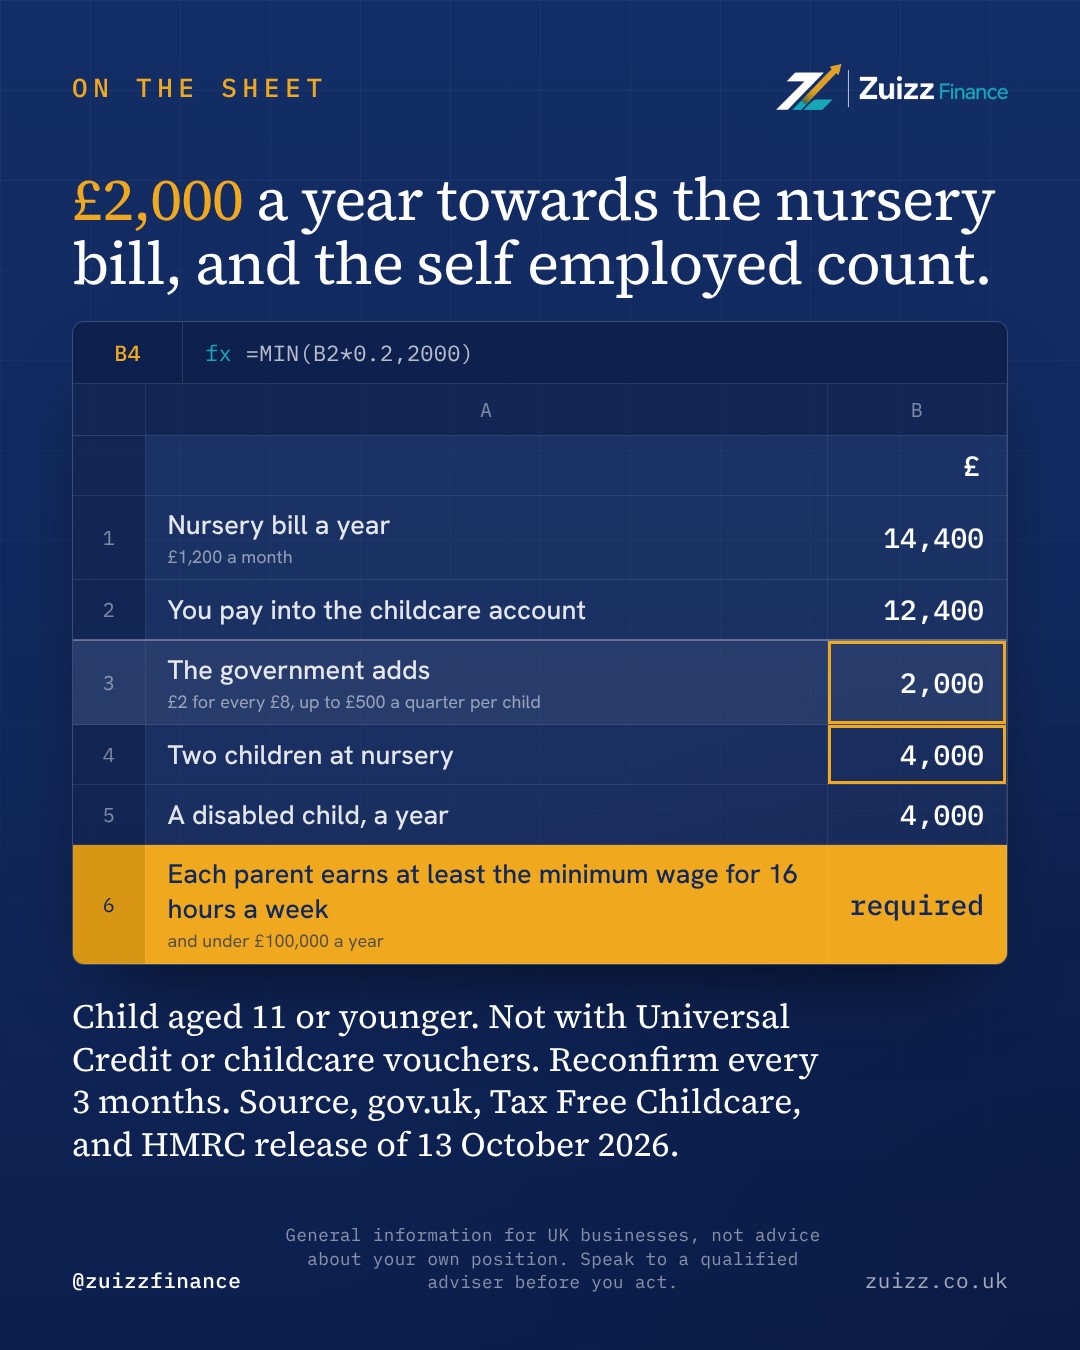 ON THE SHEET
Zuizz Finance
£2,000 a year towards the nursery
bill, and the self employed count.
B4 fx =MIN(B2*0.2,2000)
A B
£
1 Nursery bill a year 14,400
£1,200 a month
2 You pay into the childcare account 12,400
3 The government adds 2,000
£2 for every £8, up to £500 a quarter per child
4 Two children at nursery 4,000
5 A disabled child, a year 4,000
6 Each parent earns at least the minimum wage for 16 required
hours a week
and under £100,000 a year
Child aged 11 or younger. Not with Universal
Credit or childcare vouchers. Reconfirm every
3 months. Source, gov.uk, Tax Free Childcare,
and HMRC release of 13 October 2026.
General information for UK businesses, not advice
about your own position. Speak to a qualified
adviser before you act.
@zuizzfinance
zuizz.co.uk